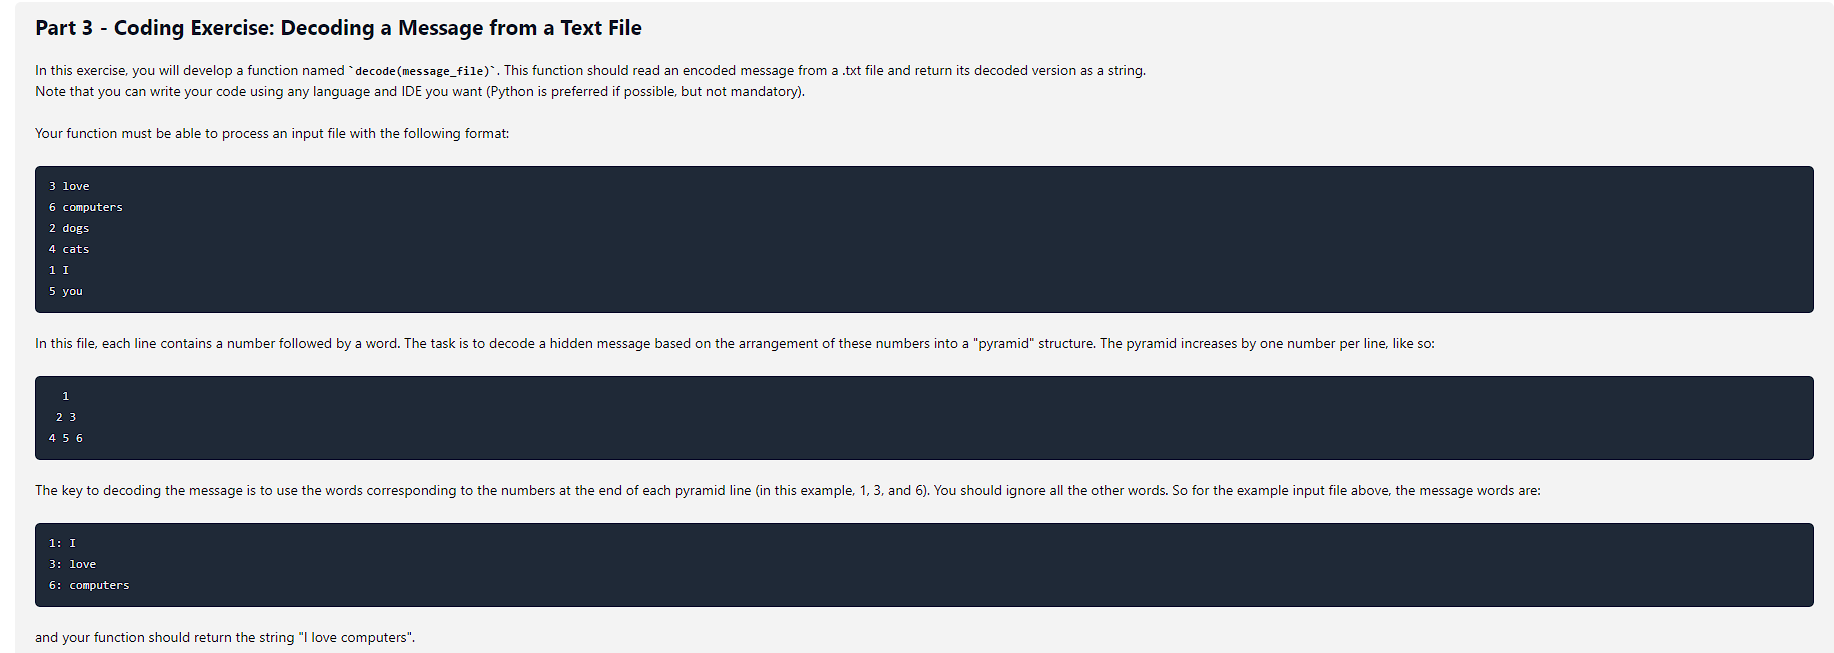 Part 3 - Coding Exercise: Decoding a Message from a Text File
In this exercise, you will develop a function named `decode(message_file)`. This function should read an encoded message from a .txt file and return its decoded version as a string.
Note that you can write your code using any language and IDE you want (Python is preferred if possible, but not mandatory).
Your function must be able to process an input file with the following format:
3 love
6 computers
2 dogs
4 cats
1 I
5 you
In this file, each line contains a number followed by a word. The task is to decode a hidden message based on the arrangement of these numbers into a "pyramid" structure. The pyramid increases by one number per line, like so:
1
2 3
4 5 6
The key to decoding the message is to use the words corresponding to the numbers at the end of each pyramid line (in this example, 1, 3, and 6). You should ignore all the other words. So for the example input file above, the message words are:
1: I
3: love
6: computers
and your function should return the string "I love computers".